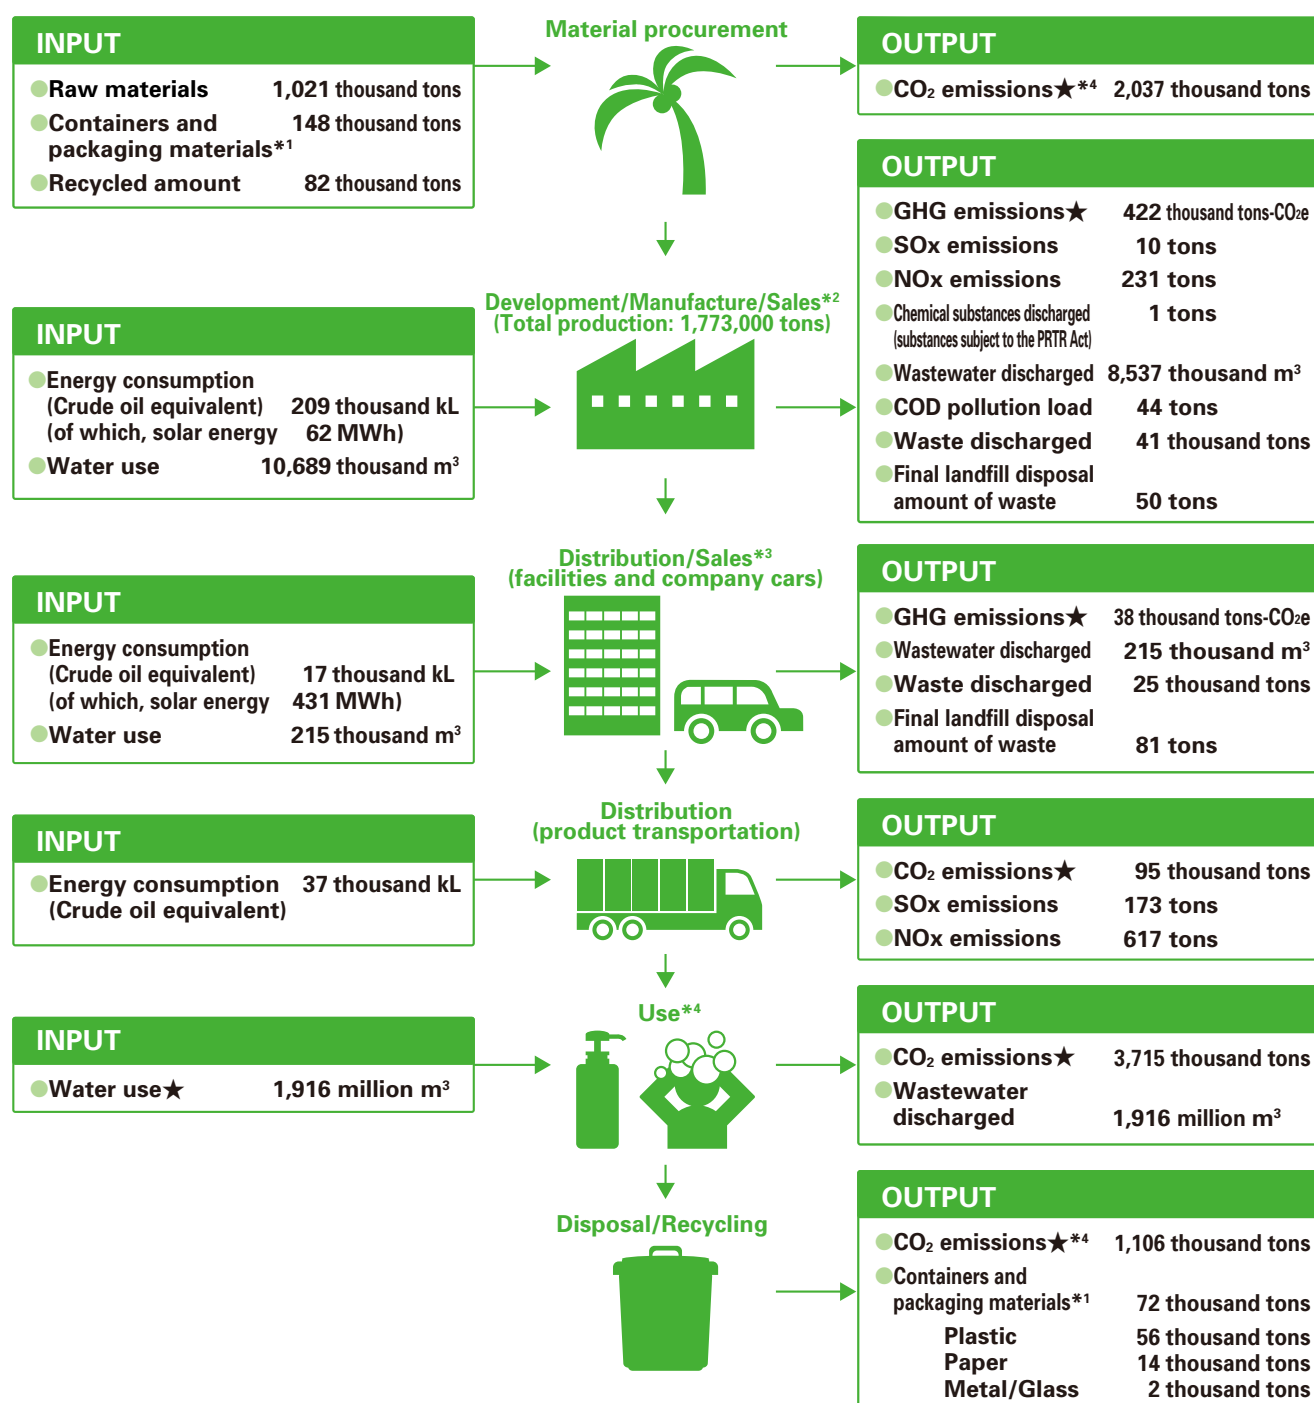 Material procurement
INPUT
●Raw materials 1,021 thousand tons
●Containers and 148 thousand tons
packaging materials*1
●Recycled amount 82 thousand tons
OUTPUT
●CO2 emissions★*4 2,037 thousand tons
Development/Manufacture/Sales*2
(Total production: 1,773,000 tons)
INPUT
●Energy consumption
(Crude oil equivalent) 209 thousand kL
(of which, solar energy 62 MWh)
●Water use 10,689 thousand m3
OUTPUT
●GHG emissions★ 422 thousand tons-CO2e
●SOx emissions 10 tons
●NOx emissions 231 tons
●Chemical substances discharged 1 tons
(substances subject to the PRTR Act)
●Wastewater discharged 8,537 thousand m3
●COD pollution load 44 tons
●Waste discharged 41 thousand tons
●Final landfill disposal
amount of waste 50 tons
Distribution/Sales*3
(facilities and company cars)
INPUT
●Energy consumption
(Crude oil equivalent) 17 thousand kL
(of which, solar energy 431 MWh)
●Water use 215 thousand m3
OUTPUT
●GHG emissions★ 38 thousand tons-CO2e
●Wastewater discharged 215 thousand m3
●Waste discharged 25 thousand tons
●Final landfill disposal
amount of waste 81 tons
Distribution
(product transportation)
INPUT
●Energy consumption 37 thousand kL
(Crude oil equivalent)
OUTPUT
●CO2 emissions★ 95 thousand tons
●SOx emissions 173 tons
●NOx emissions 617 tons
Use*4
INPUT
●Water use★ 1,916 million m3
OUTPUT
●CO2 emissions★ 3,715 thousand tons
●Wastewater
discharged 1,916 million m3
Disposal/Recycling
OUTPUT
●CO2 emissions★*4 1,106 thousand tons
●Containers and
packaging materials*1 72 thousand tons
Plastic 56 thousand tons
Paper 14 thousand tons
Metal/Glass 2 thousand tons